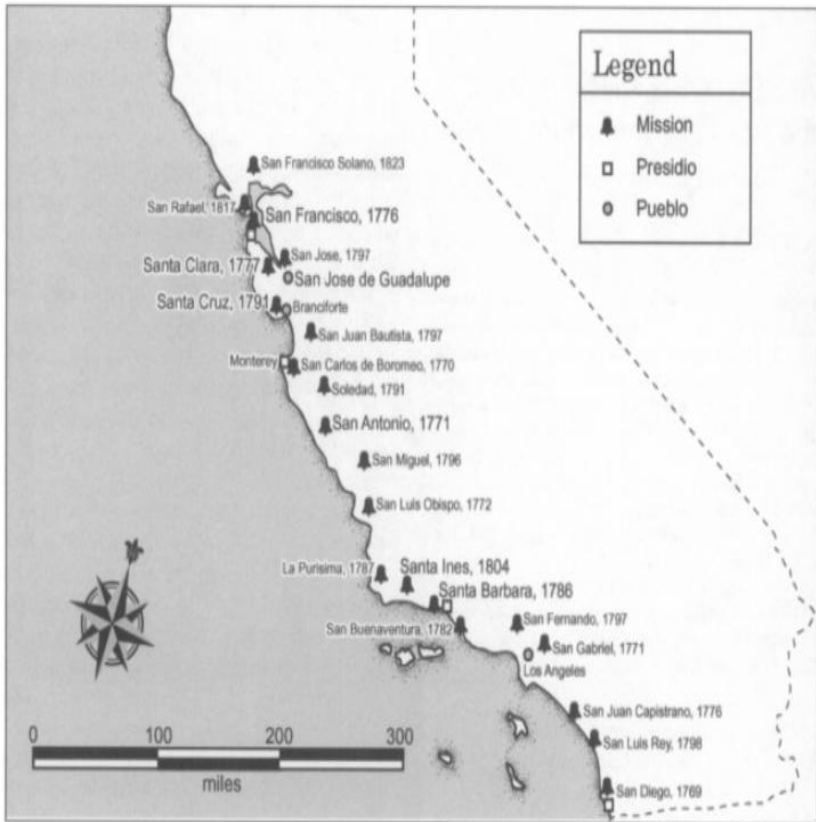 Legend
Mission
Presidio
Pueblo
San Francisco Solano, 1823
San Rafael, 1817
San Francisco, 1776
San Jose, 1797
Santa Clara, 1777
San Jose de Guadalupe
Santa Cruz, 1791
Branciforte
San Juan Bautista, 1797
Monterey
San Carlos de Boromeo, 1770
Soledad, 1791
San Antonio, 1771
San Miguel, 1796
San Luis Obispo, 1772
La Purisima, 1787
Santa Ines, 1804
Santa Barbara, 1786
San Buenaventura, 1782
San Fernando, 1797
San Gabriel, 1771
Los Angeles
San Juan Capistrano, 1776
San Luis Rey, 1798
San Diego, 1769
0 100 200 300
miles